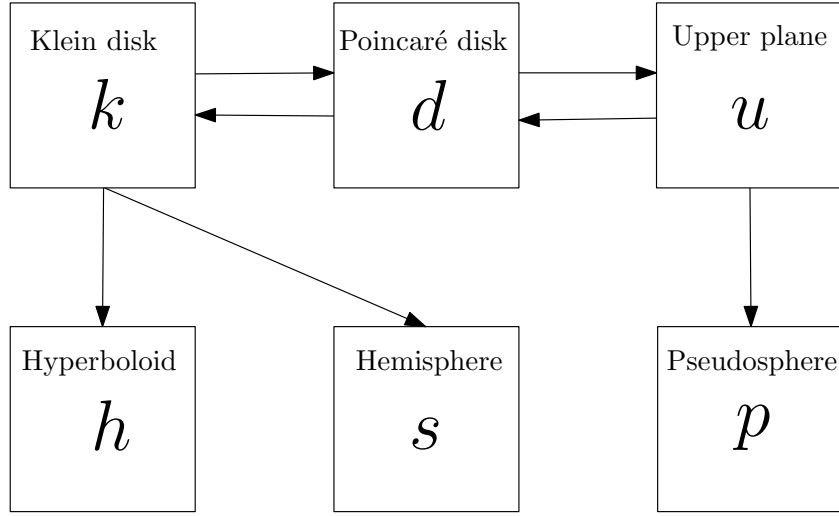 Klein disk
k
Poincaré disk
d
Upper plane
u
Hyperboloid
h
Hemisphere
s
Pseudosphere
p